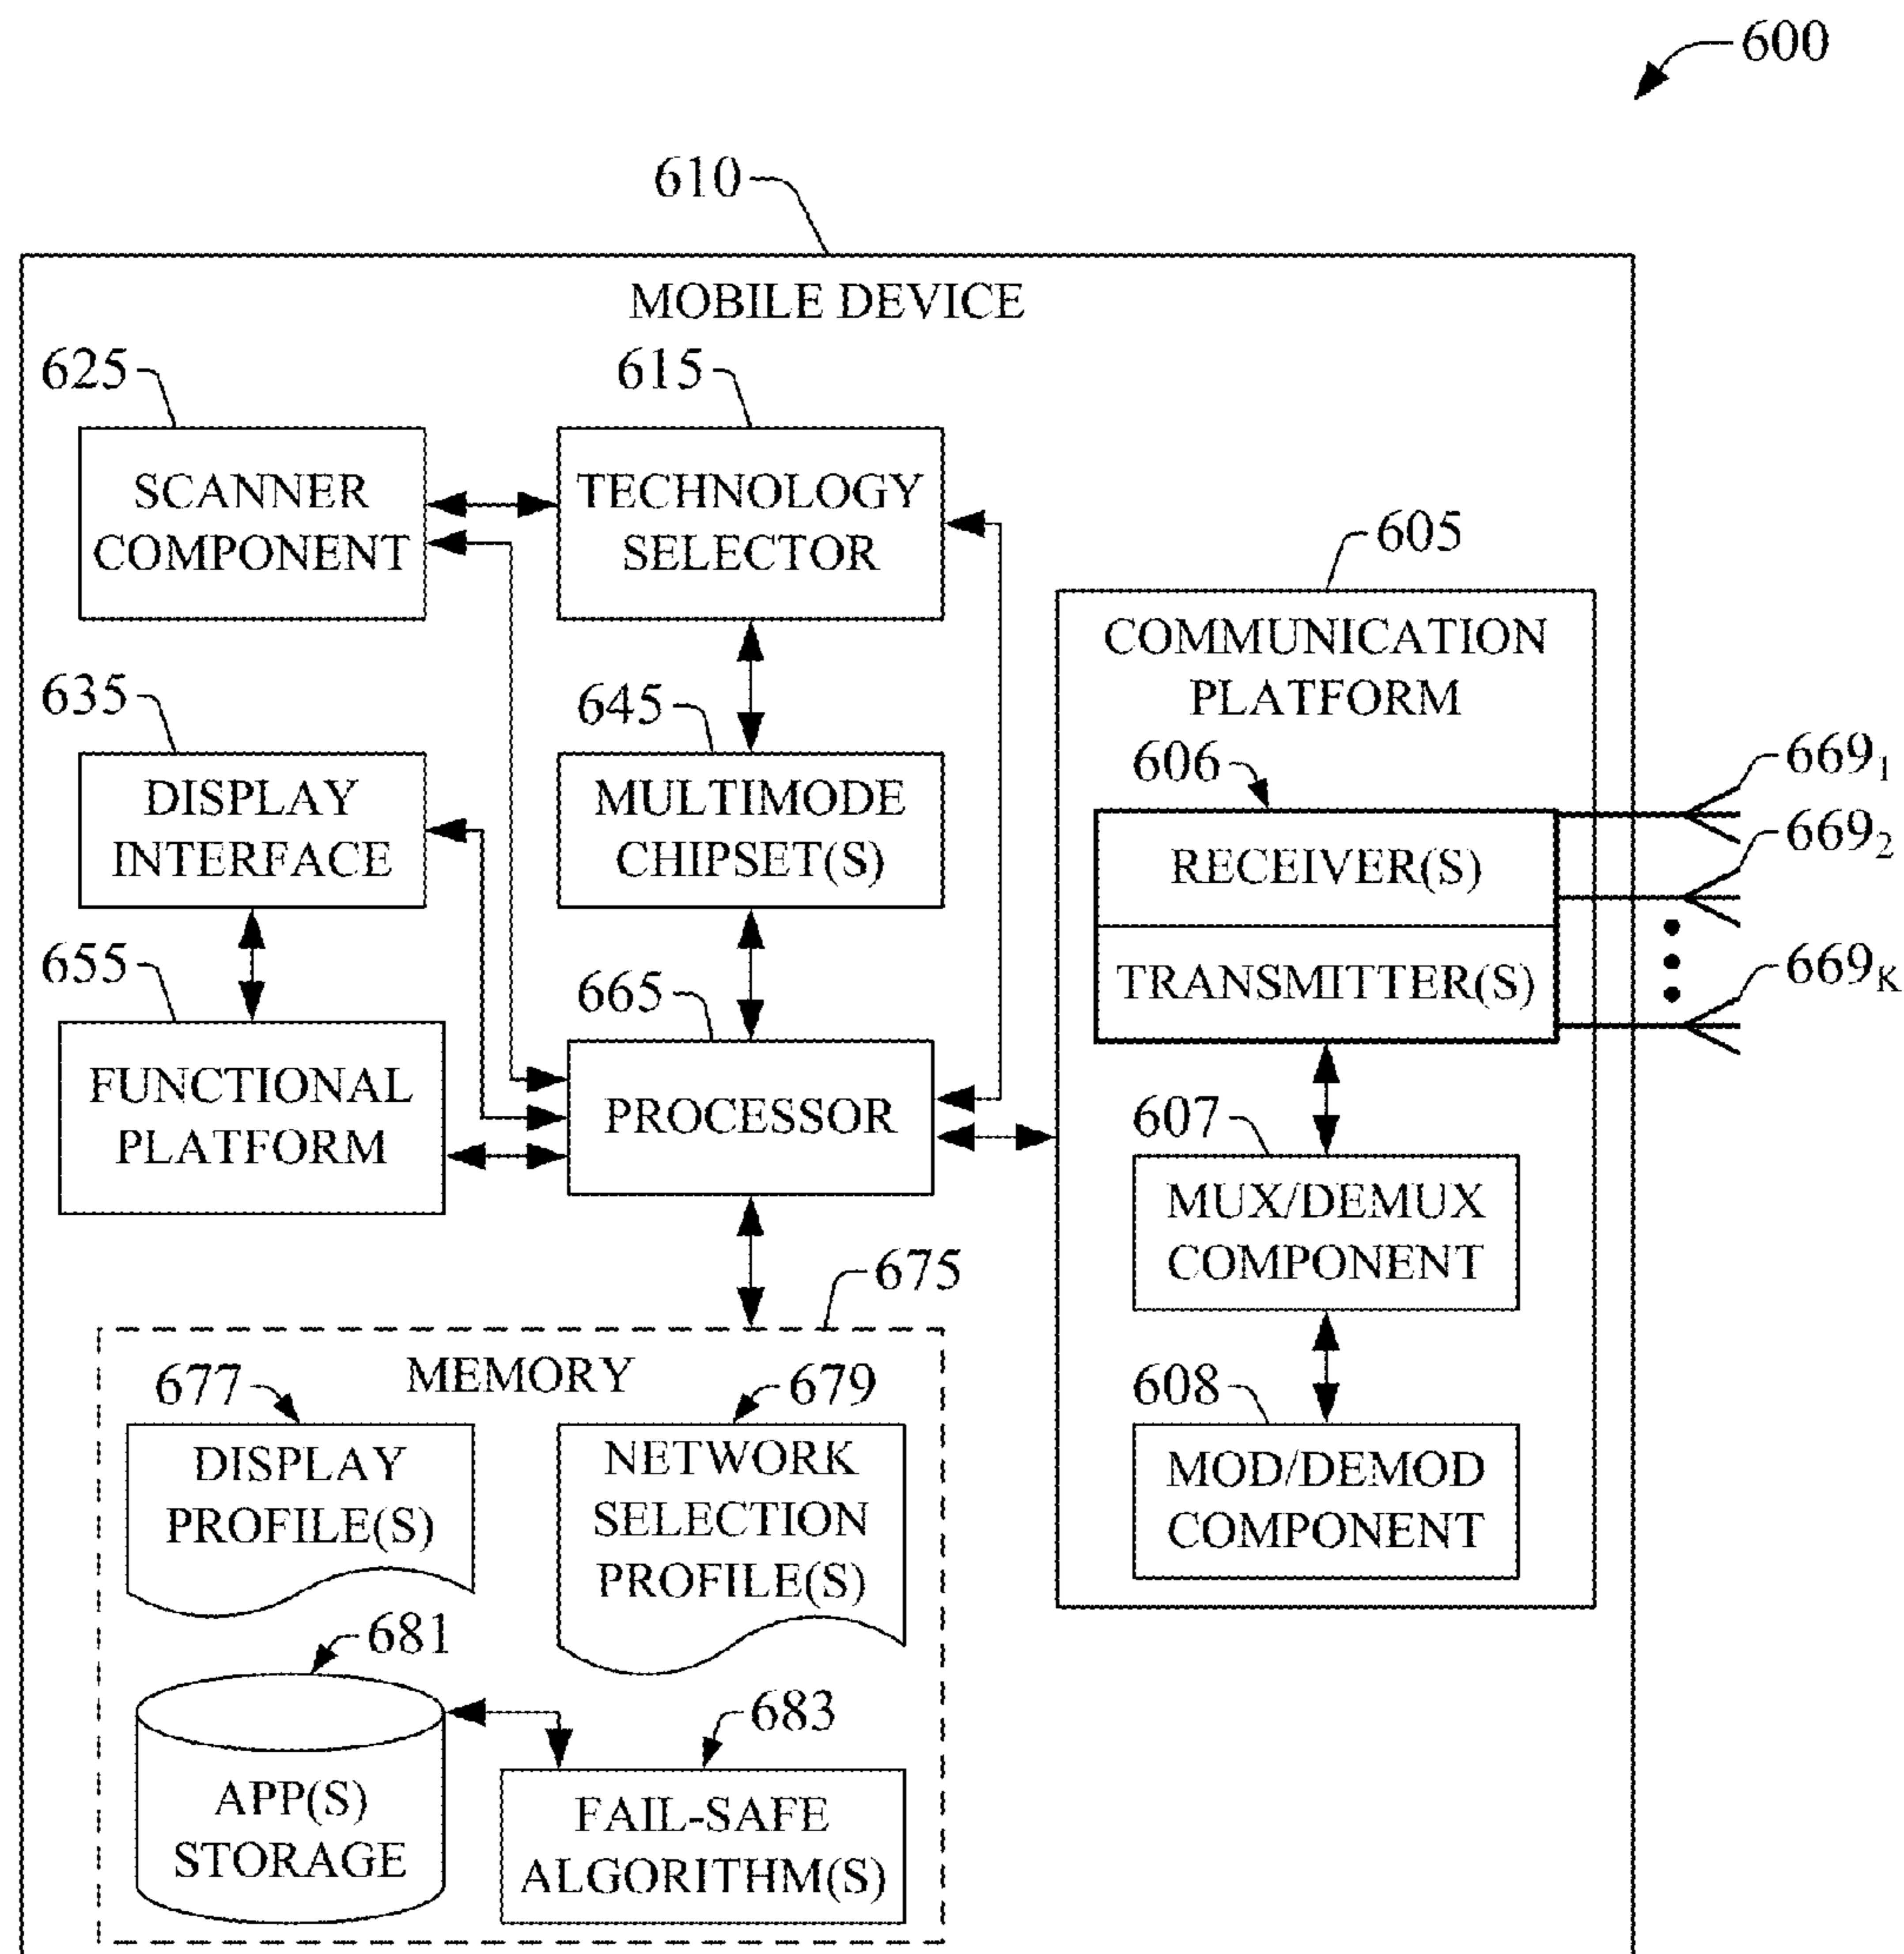 600
610
MOBILE DEVICE
625
615
SCANNER
COMPONENT
TECHNOLOGY
SELECTOR
605
COMMUNICATION
PLATFORM
635
645
DISPLAY
INTERFACE
MULTIMODE
CHIPSET(S)
606
RECEIVER(S)
TRANSMITTER(S)
669₁
669₂
669K
655
665
FUNCTIONAL
PLATFORM
PROCESSOR
607
MUX/DEMUX
COMPONENT
608
MOD/DEMOD
COMPONENT
675
MEMORY
677
679
DISPLAY
PROFILE(S)
NETWORK
SELECTION
PROFILE(S)
681
683
APP(S)
STORAGE
FAIL-SAFE
ALGORITHM(S)